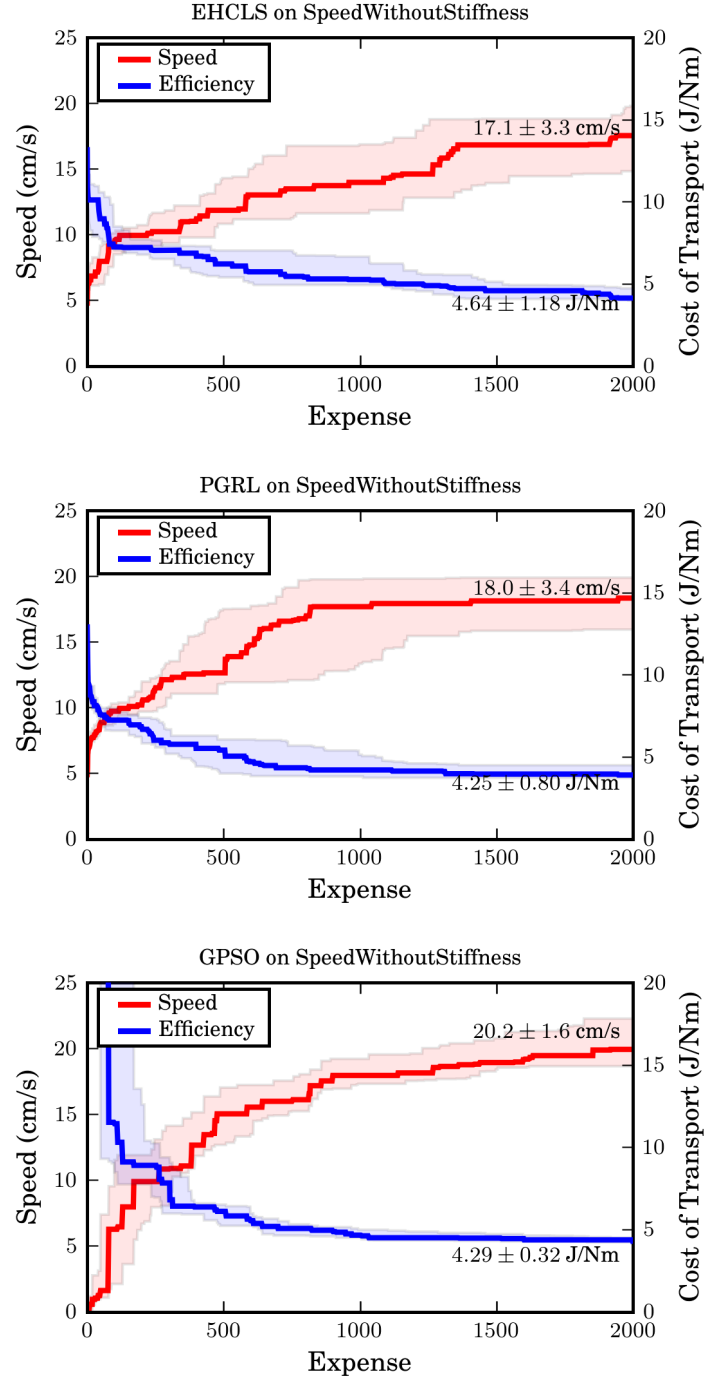 EHCLS on SpeedWithoutStiffness
25
20
15
10
5
0
Speed (cm/s)
Speed
Efficiency
17.1 ± 3.3 cm/s
4.64 ± 1.18 J/Nm
20
15
10
5
0
Cost of Transport (J/Nm)
0 500 1000 1500 2000
Expense
PGRL on SpeedWithoutStiffness
25
20
15
10
5
0
Speed (cm/s)
Speed
Efficiency
18.0 ± 3.4 cm/s
4.25 ± 0.80 J/Nm
20
15
10
5
0
Cost of Transport (J/Nm)
0 500 1000 1500 2000
Expense
GPSO on SpeedWithoutStiffness
25
20
15
10
5
0
Speed (cm/s)
Speed
Efficiency
20.2 ± 1.6 cm/s
4.29 ± 0.32 J/Nm
20
15
10
5
0
Cost of Transport (J/Nm)
0 500 1000 1500 2000
Expense